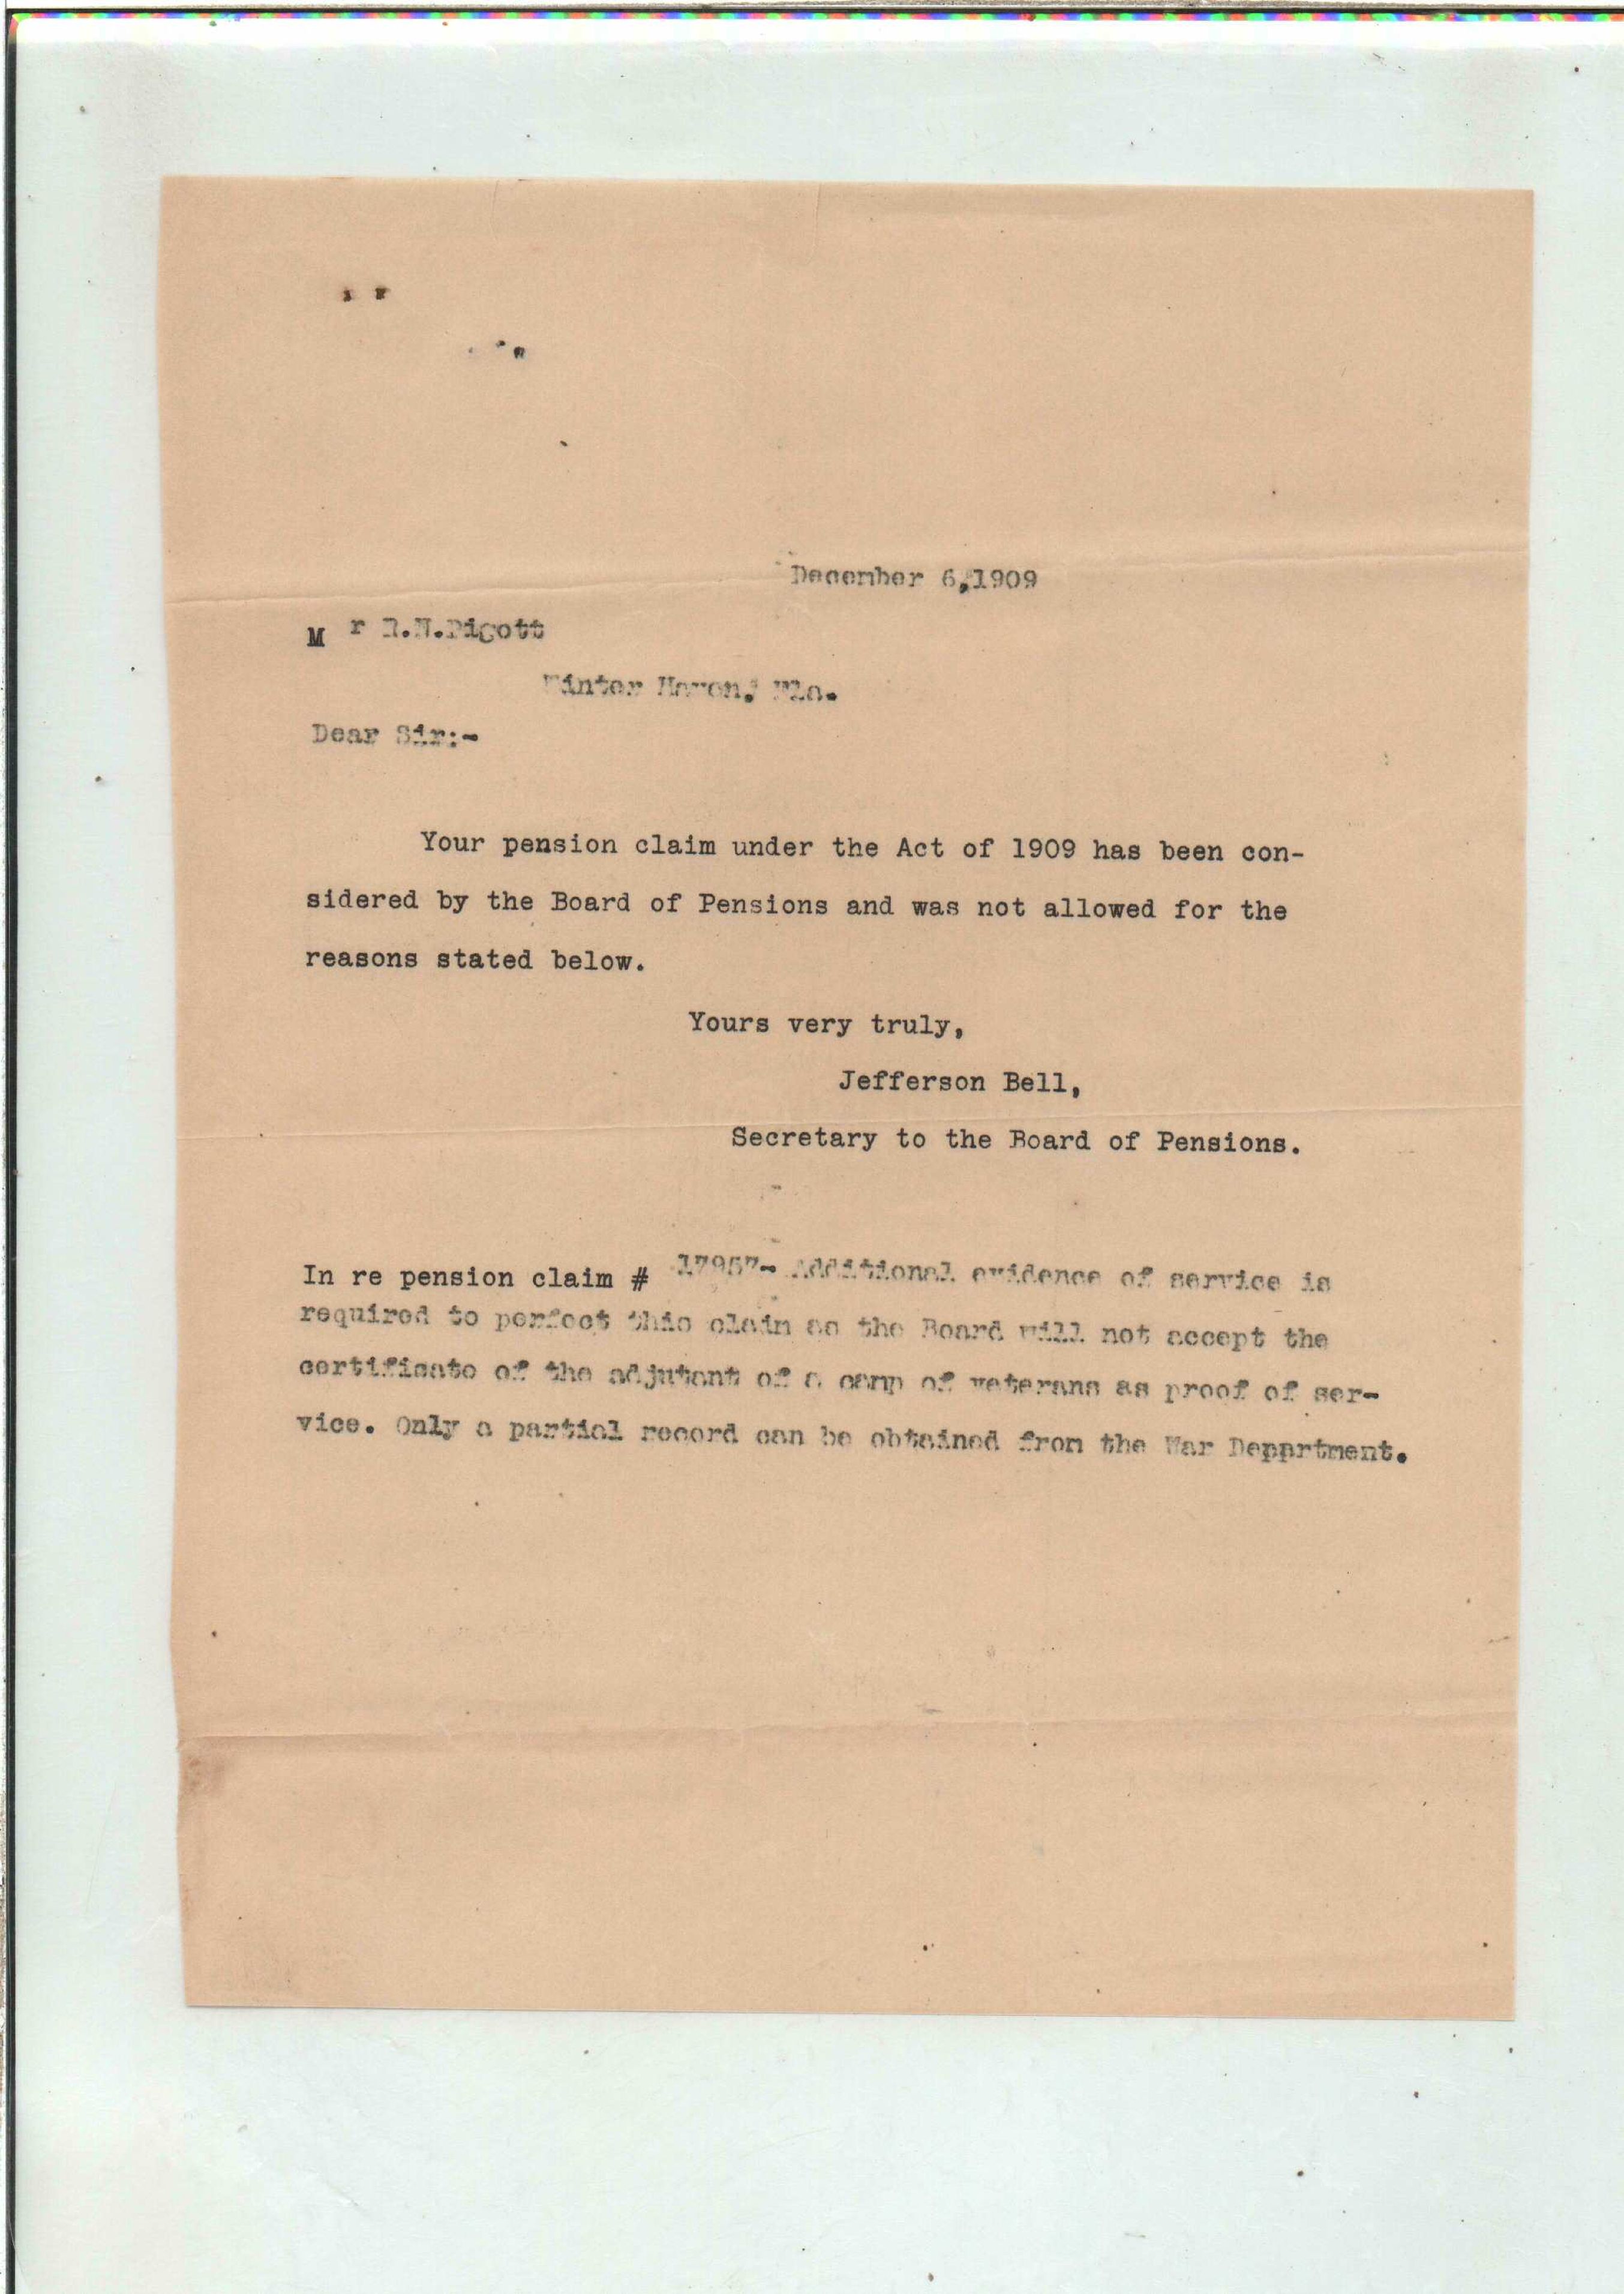 December 6,1909
Mr R.N.Pigott
Winter Haven, Fla.
Dear Sir:-
Your pension claim under the Act of 1909 has been con-
sidered by the Board of Pensions and was not allowed for the
reasons stated below.
Yours very truly,
Jefferson Bell,
Secretary to the Board of Pensions.
In re pension claim # 17957- Additional evidence of service is
required to perfect this claim as the Board will not accept the
certificate of the adjutant of a camp of veterans as proof of ser-
vice. Only a partial record can be obtained from the War Depprtment.